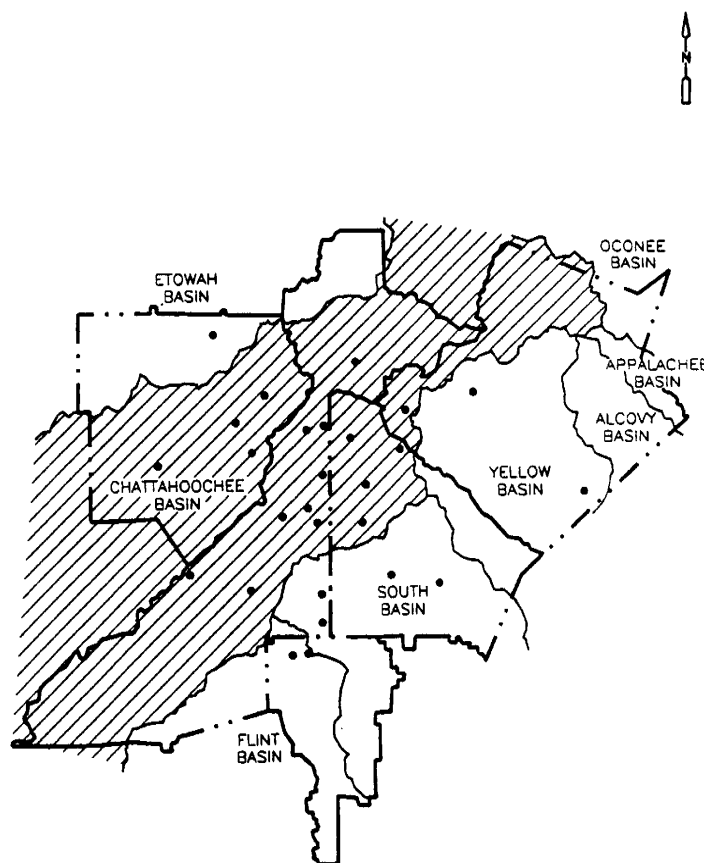 N
OCONEE
BASIN
ETOWAH
BASIN
APPALACHEE
BASIN
ALCOVY
BASIN
YELLOW
BASIN
CHATTAHOOCHEE
BASIN
SOUTH
BASIN
FLINT
BASIN